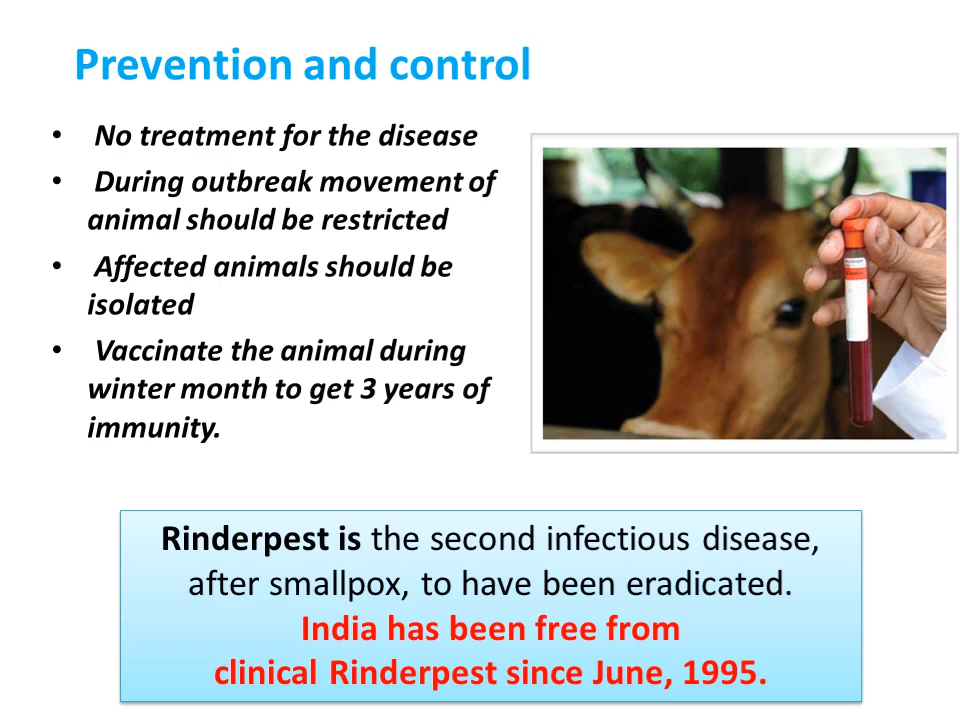 Prevention and control
• No treatment for the disease
• During outbreak movement of
animal should be restricted
• Affected animals should be
isolated
• Vaccinate the animal during
winter month to get 3 years of
immunity.
Rinderpest is the second infectious disease,
after smallpox, to have been eradicated.
India has been free from
clinical Rinderpest since June, 1995.